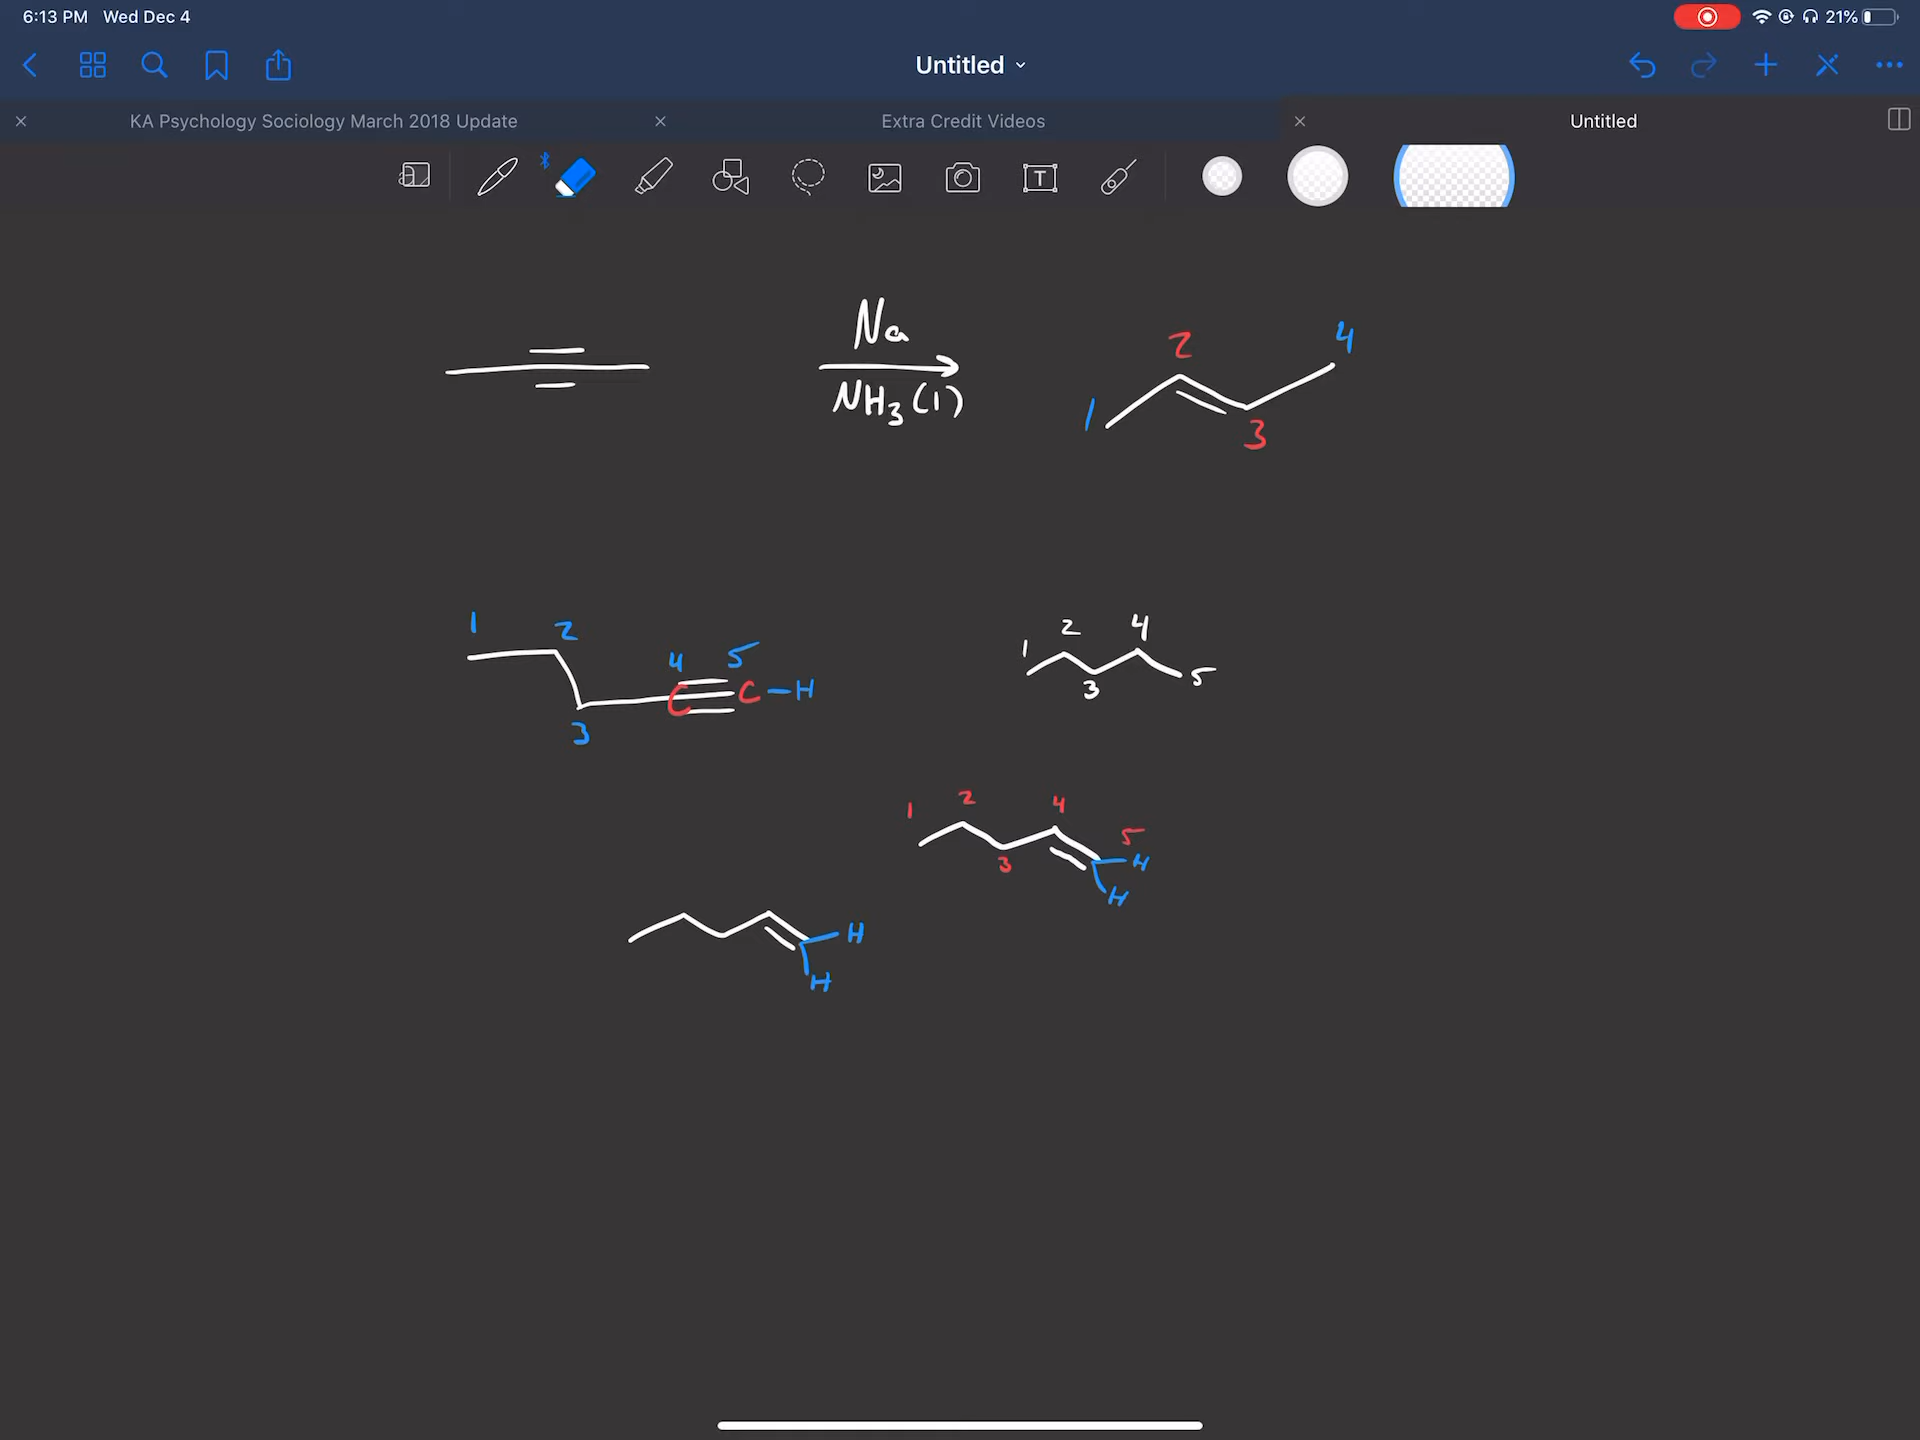 6:13 PM Wed Dec 4 21%
Untitled
KA Psychology Sociology March 2018 Update Extra Credit Videos Untitled
T
Na
NH3(l)
1 2 3 4
1 2 3 4 5
C C H
1 2 3 4 5
1 2 3 4 5
H
H
H
H